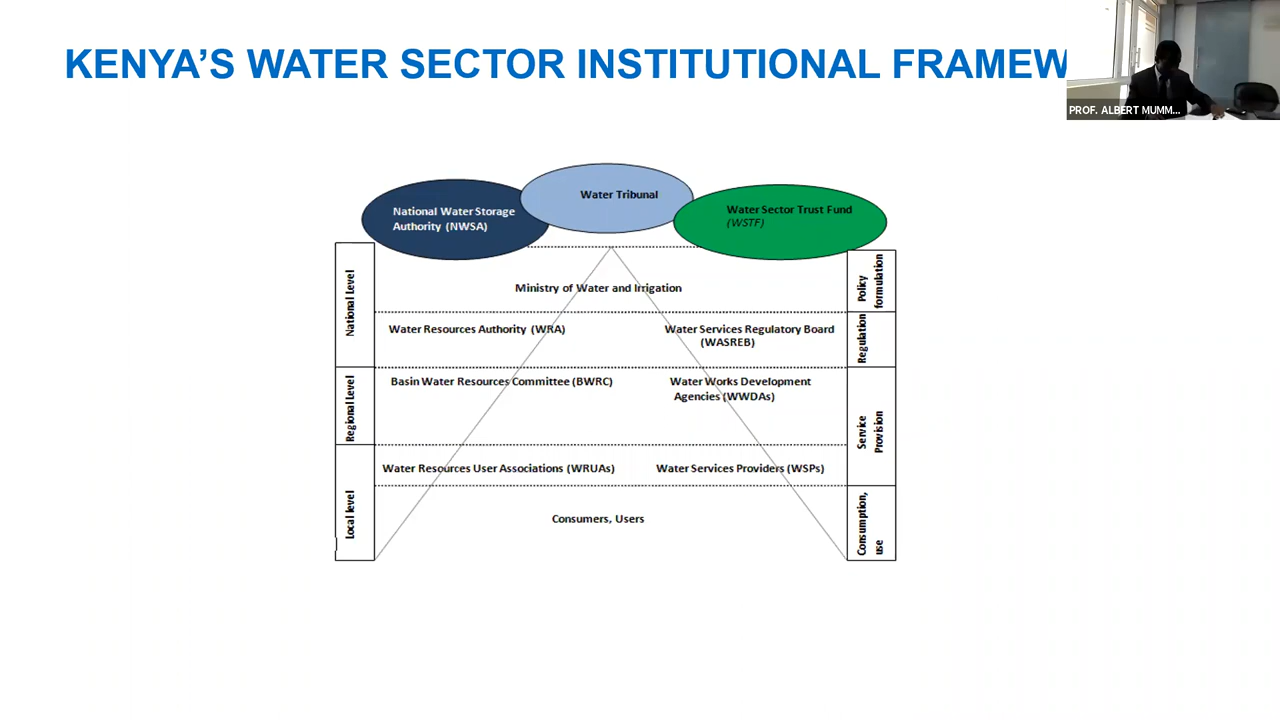 KENYA'S WATER SECTOR INSTITUTIONAL FRAMEW
PROF. ALBERT MUMM...
Water Tribunal
National Water Storage
Authority (NWSA)
Water Sector Trust Fund
(WSTF)
National Level
Ministry of Water and Irrigation
Policy
formulation
Water Resources Authority (WRA)
Water Services Regulatory Board
(WASREB)
Regulation
Regional Level
Basin Water Resources Committee (BWRC)
Water Works Development
Agencies (WWDAs)
Service
Provision
Water Resources User Associations (WRUAs)
Water Services Providers (WSPs)
Local level
Consumers, Users
Consumption,
use